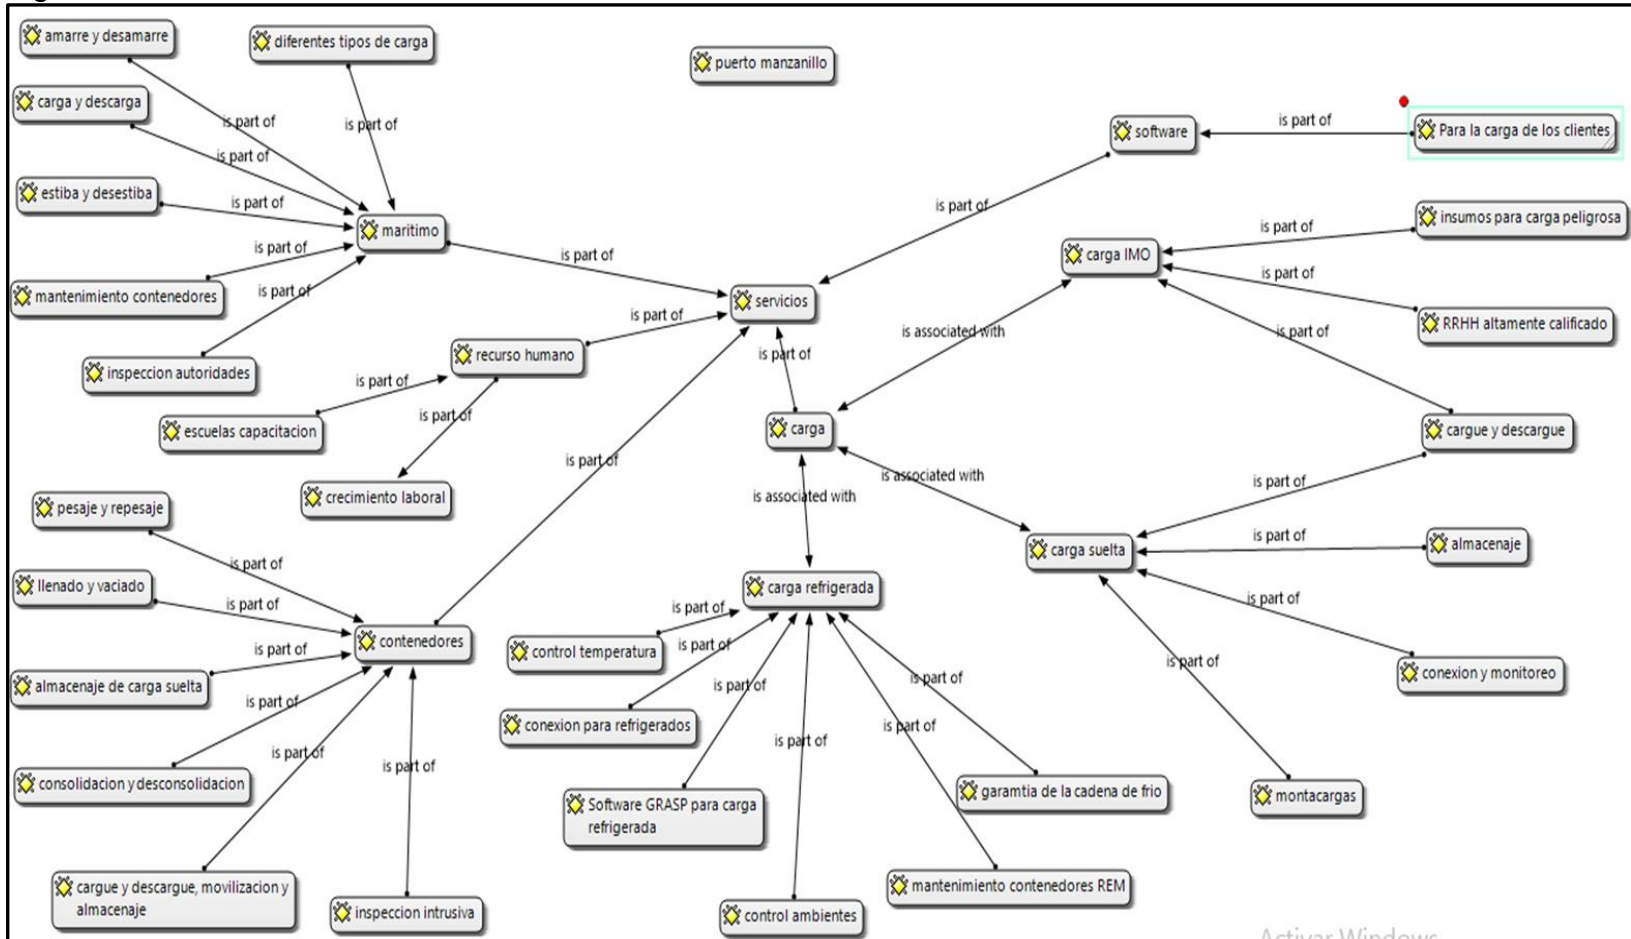 amarre y desamarre
diferentes tipos de carga
puerto manzanillo
carga y descarga
is part of
is part of
is part of
software
is part of
Para la carga de los clientes
estiba y desestiba
is part of
maritimo
is part of
insumos para carga peligrosa
is part of
is part of
is part of
carga IMO
is part of
mantenimiento contenedores
is part of
servicios
is part of
RRHH altamente calificado
is part of
is associated with
is part of
recurso humano
is part of
inspeccion autoridades
is part of
is part of
escuelas capacitacion
carga
cargue y descargue
is part of
is associated with
is part of
crecimiento laboral
is associated with
pesaje y repesaje
is part of
almacenaje
carga suelta
is part of
llenado y vaciado
carga refrigerada
is part of
is part of
is part of
contenedores
is part of
control temperatura
is part of
is part of
conexion y monitoreo
almacenaje de carga suelta
is part of
is part of
is part of
conexion para refrigerados
is part of
is part of
is part of
is part of
consolidacion y desconsolidacion
garamtia de la cadena de frio
montacargas
Software GRASP para carga
refrigerada
cargue y descargue, movilizacion y
almacenaje
inspeccion intrusiva
control ambientes
mantenimiento contenedores REM